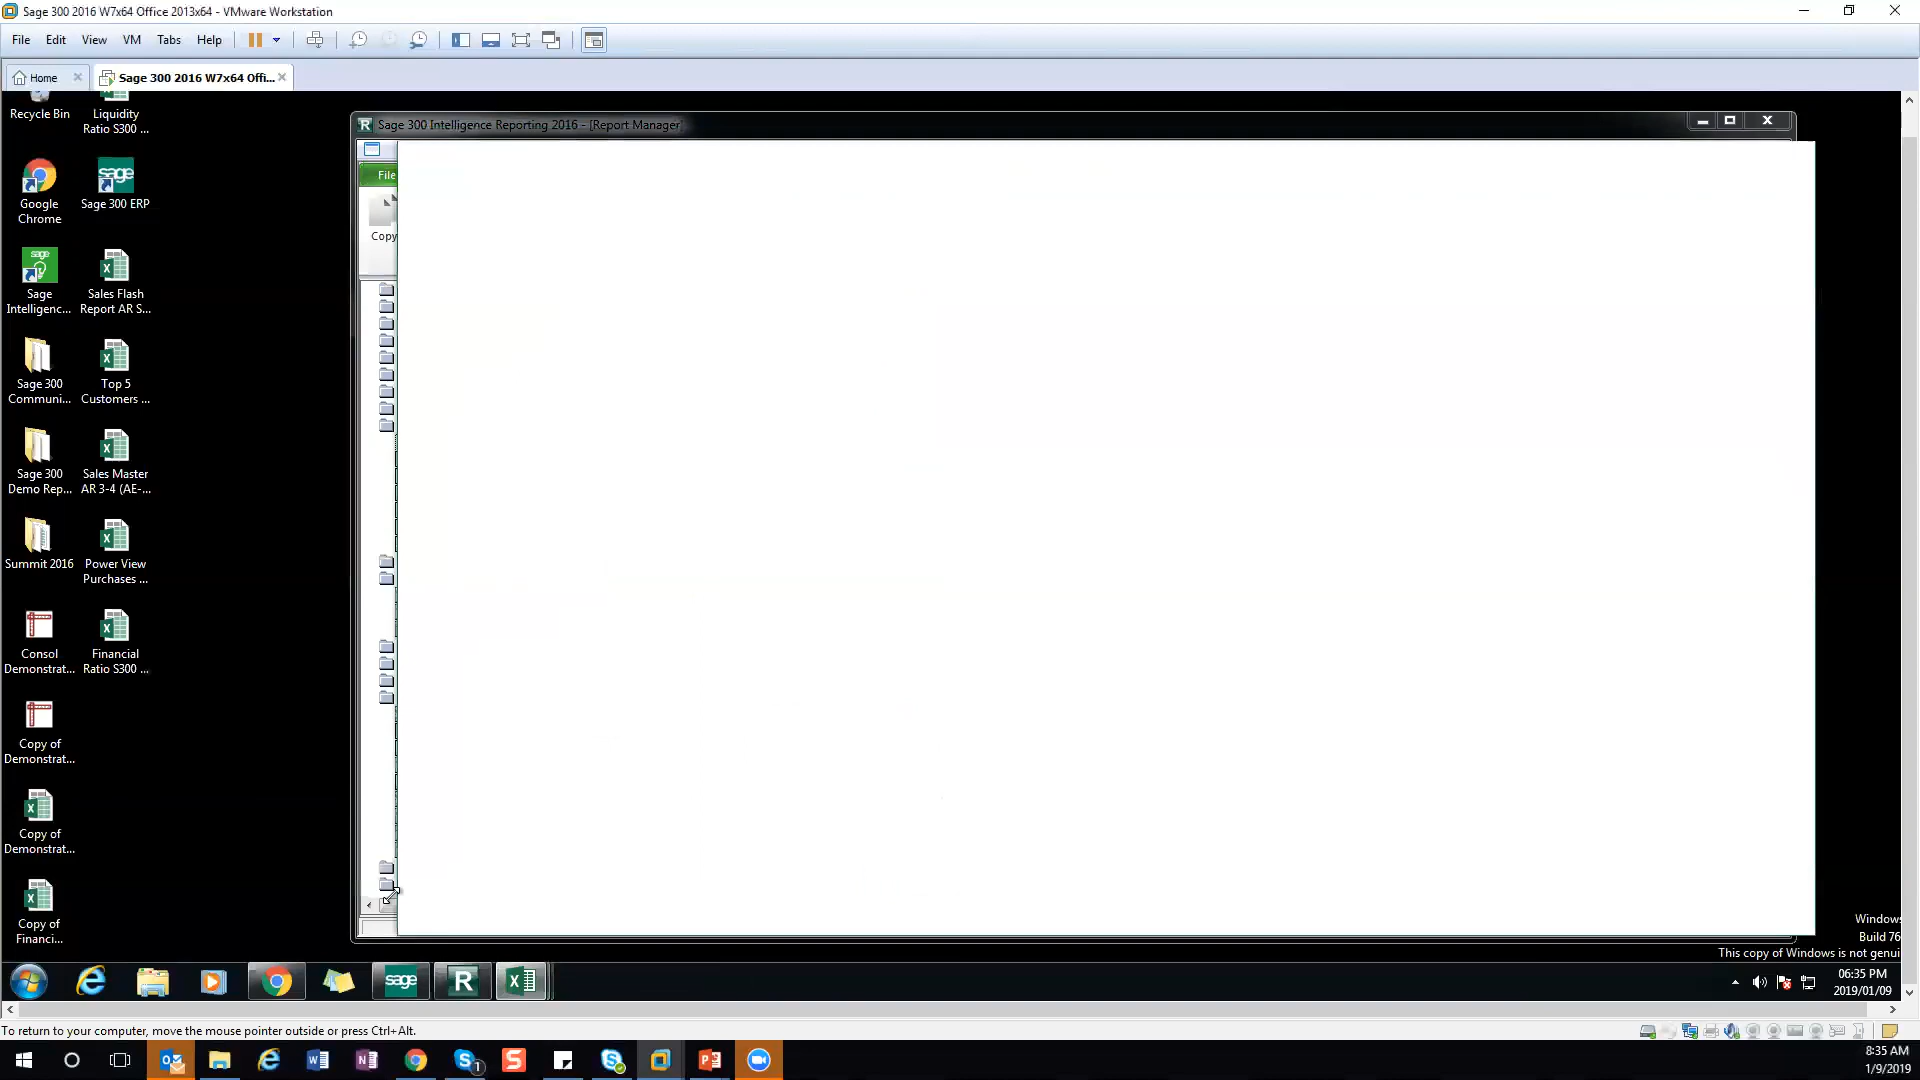 Sage 300 2016 W7x64 Office 2013x64 - VMware Workstation
File Edit View VM Tabs Help
Home
Sage 300 2016 W7x64 Offi...
Recycle Bin
Liquidity
Ratio S300 ...
Google
Chrome
sage
Sage 300 ERP
sage
Sage
Intelligenc...
Sales Flash
Report AR S...
Sage 300
Communi...
Top 5
Customers ...
Sage 300
Demo Rep...
Sales Master
AR 3-4 (AE-...
Summit 2016
Power View
Purchases ...
Consol
Demonstrat...
Financial
Ratio S300 ...
Copy of
Demonstrat...
Copy of
Demonstrat...
Copy of
Financi...
Sage 300 Intelligence Reporting 2016 - [Report Manager]
File
Copy
Windows
Build 76
This copy of Windows is not genui
sage
R
06:35 PM
2019/01/09
To return to your computer, move the mouse pointer outside or press Ctrl+Alt.
8:35 AM
1/9/2019